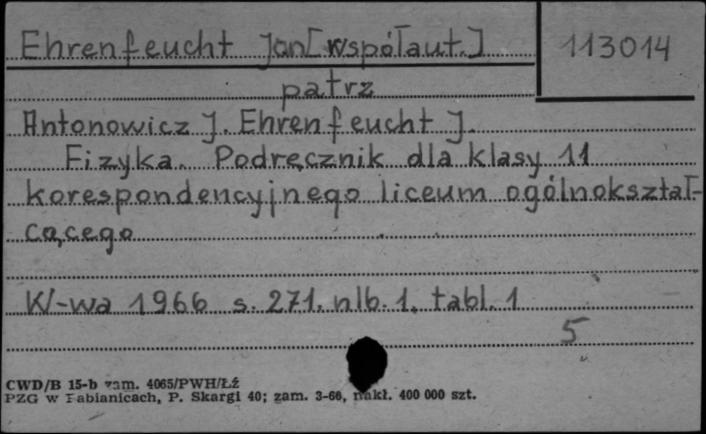 Ehrenfeucht Jan [współaut.]
113014
patrz
Antonowicz J. Ehrenfeucht J.
Fizyka. Podręcznik dla klasy 11
korespondencyjnego liceum ogólnokształ-
cącego
W-wa 1966 s. 271. nlb. 1. tabl. 1
5
CWD/B 15-b zam. 4065/PWH/ŁŹ
PZG w Pabianicach, P. Skargi 40; zam. 3-66, nakł. 400 000 szt.